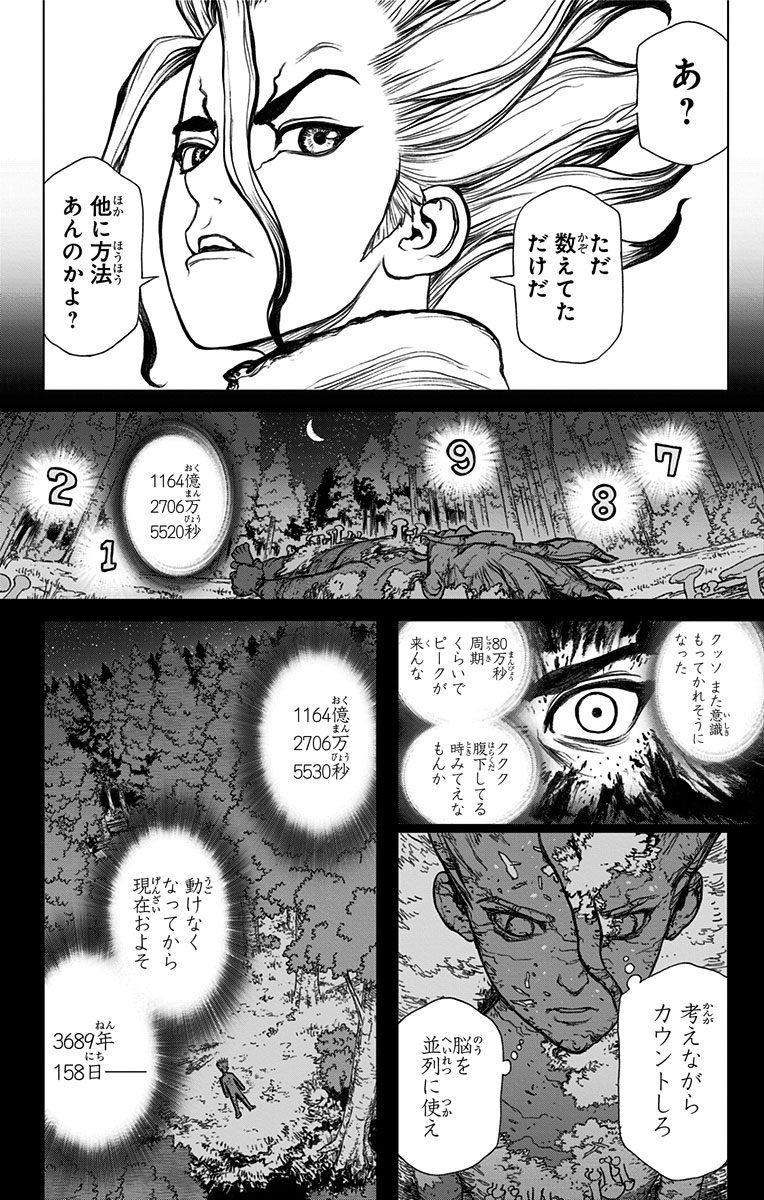 あ?
ただ
数えてた
だけだ
他に方法
あんのかよ?
7
8
9
1164億
2706万
5520秒
1
2
クッソ また意識
もってかれそうに
なった
80万秒
周期
くらいで
ピークが
来んな
ククク
腹下してる
時みてえな
もんか
考えながら
カウントしろ
脳を
並列に使え
1164億
2706万
5530秒
動けなく
なってから
現在およそ
3689年
158日――